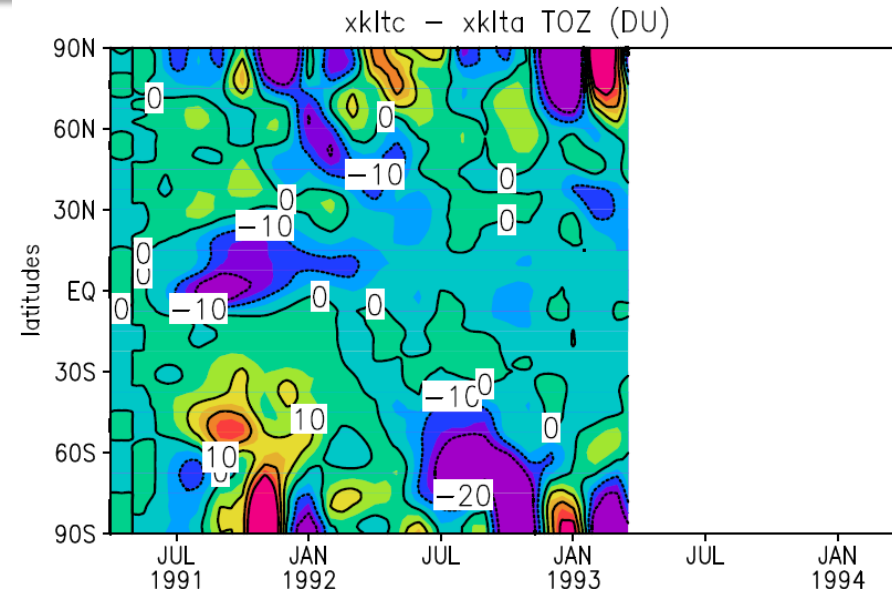 xkltc – xklta TOZ (DU)
90N
0
60N
0
-10
0
30N
0
0
-10
0
0
latitudes
EQ
0
0
0
-10
30S
0
-10
10
0
60S
10
0
-20
90S
JUL JAN JUL JAN JUL JAN
1991 1992 1993 1994